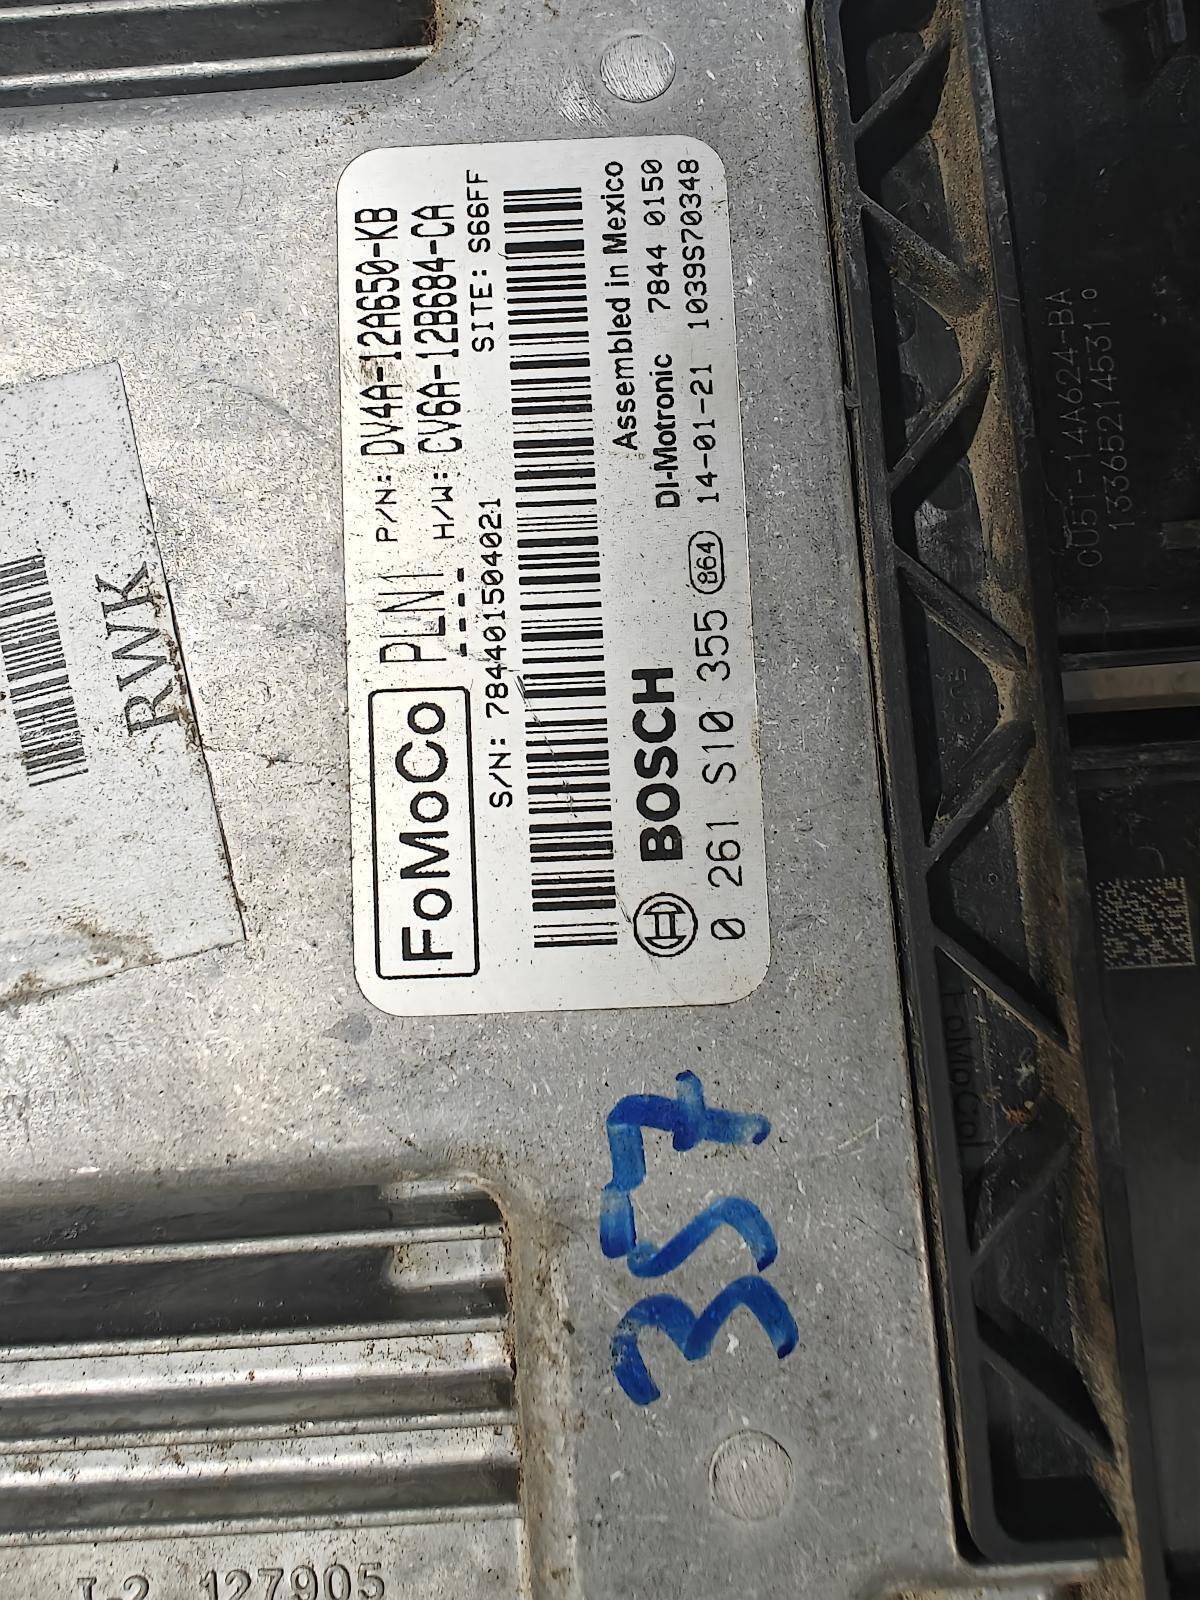 FoMoCo
PLN1
P/N: DV4A-12A650-KB
----
H/W: CV6A-12B684-CA
SITE: S66FF
S/N: 784401504021
BOSCH
Assembled in Mexico
DI-Motronic 7844 0150
0 261 S10 355 864 14-01-21 1039S70348
RWK
357
127905
CU5T-14A624-BA
133652145310
FoMoCo